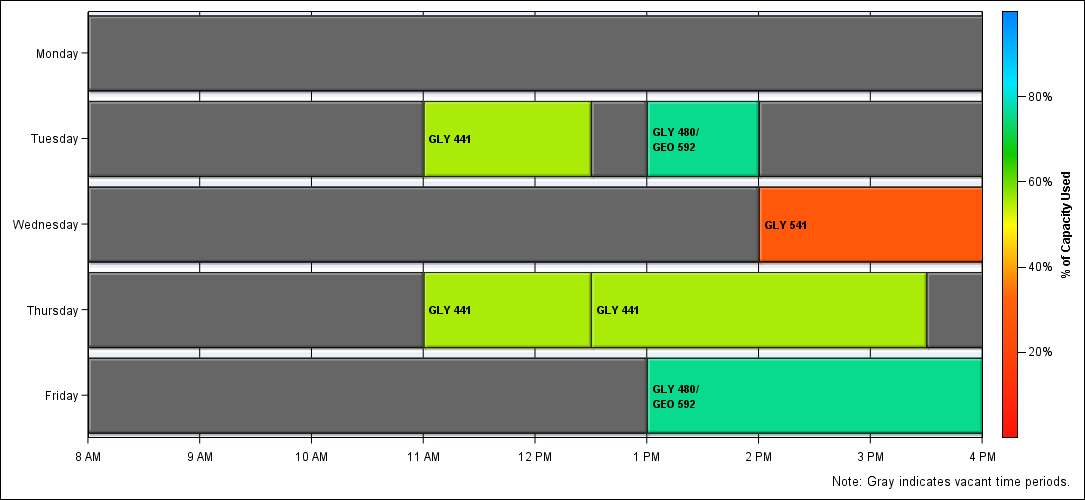 Monday
Tuesday
GLY 441
GLY 480/
GEO 592
Wednesday
GLY 541
Thursday
GLY 441
GLY 441
Friday
GLY 480/
GEO 592
8 AM
9 AM
10 AM
11 AM
12 PM
1 PM
2 PM
3 PM
4 PM
80%
60%
40%
20%
% of Capacity Used
Note: Gray indicates vacant time periods.